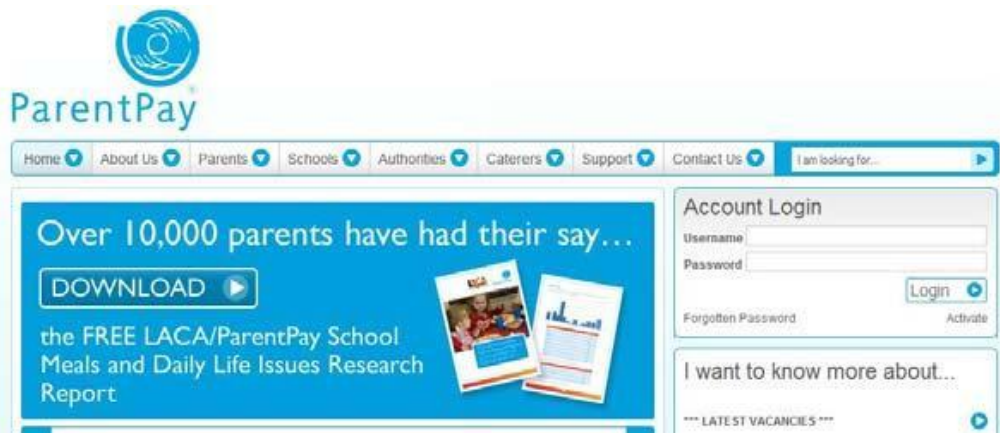 ParentPay
Home About Us Parents Schools Authorities Caterers Support Contact Us I am looking for...
Over 10,000 parents have had their say...
DOWNLOAD
the FREE LACA/ParentPay School
Meals and Daily Life Issues Research
Report
LACA
Account Login
Username
Password
Login
Forgotten Password Activate
I want to know more about...
--- LATEST VACANCIES ---